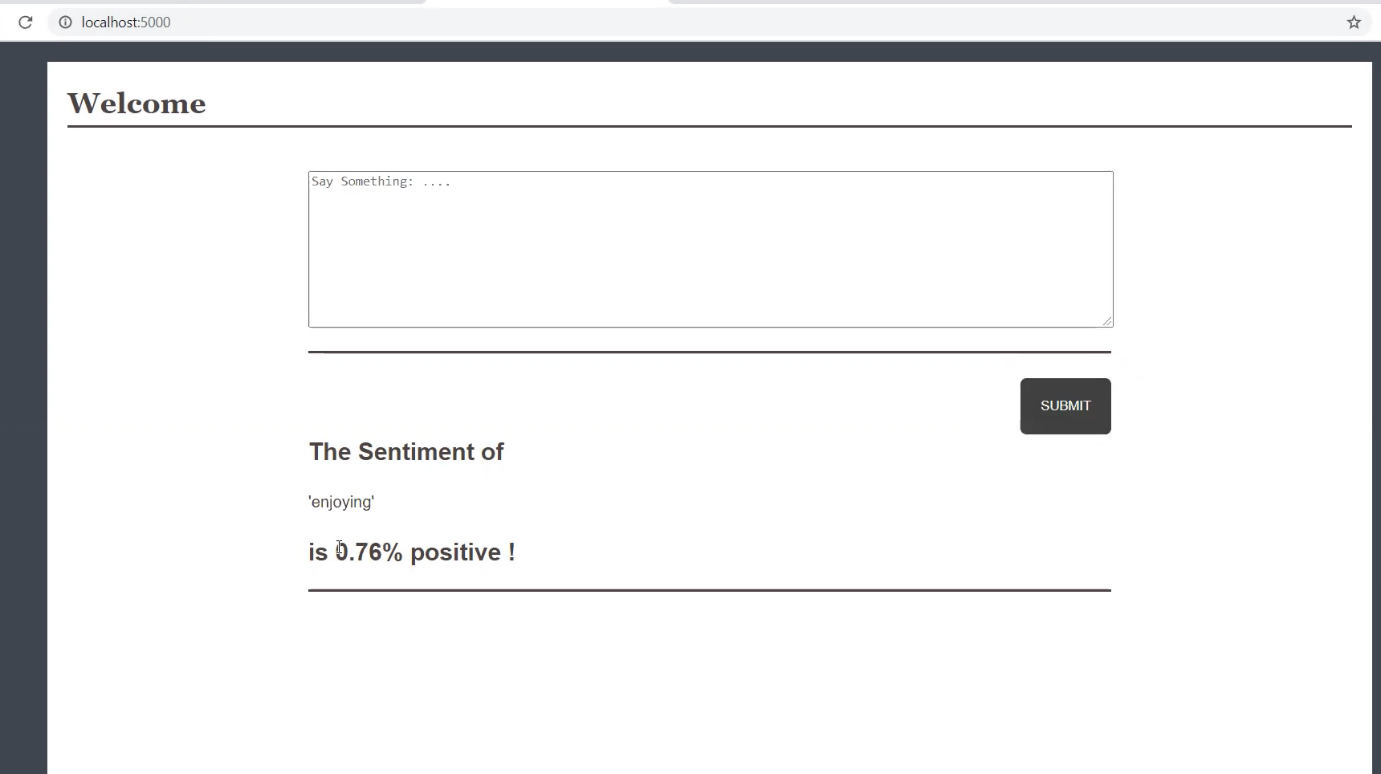 localhost:5000
Welcome
Say Something: ....
SUBMIT
The Sentiment of
'enjoying'
is 0.76% positive !